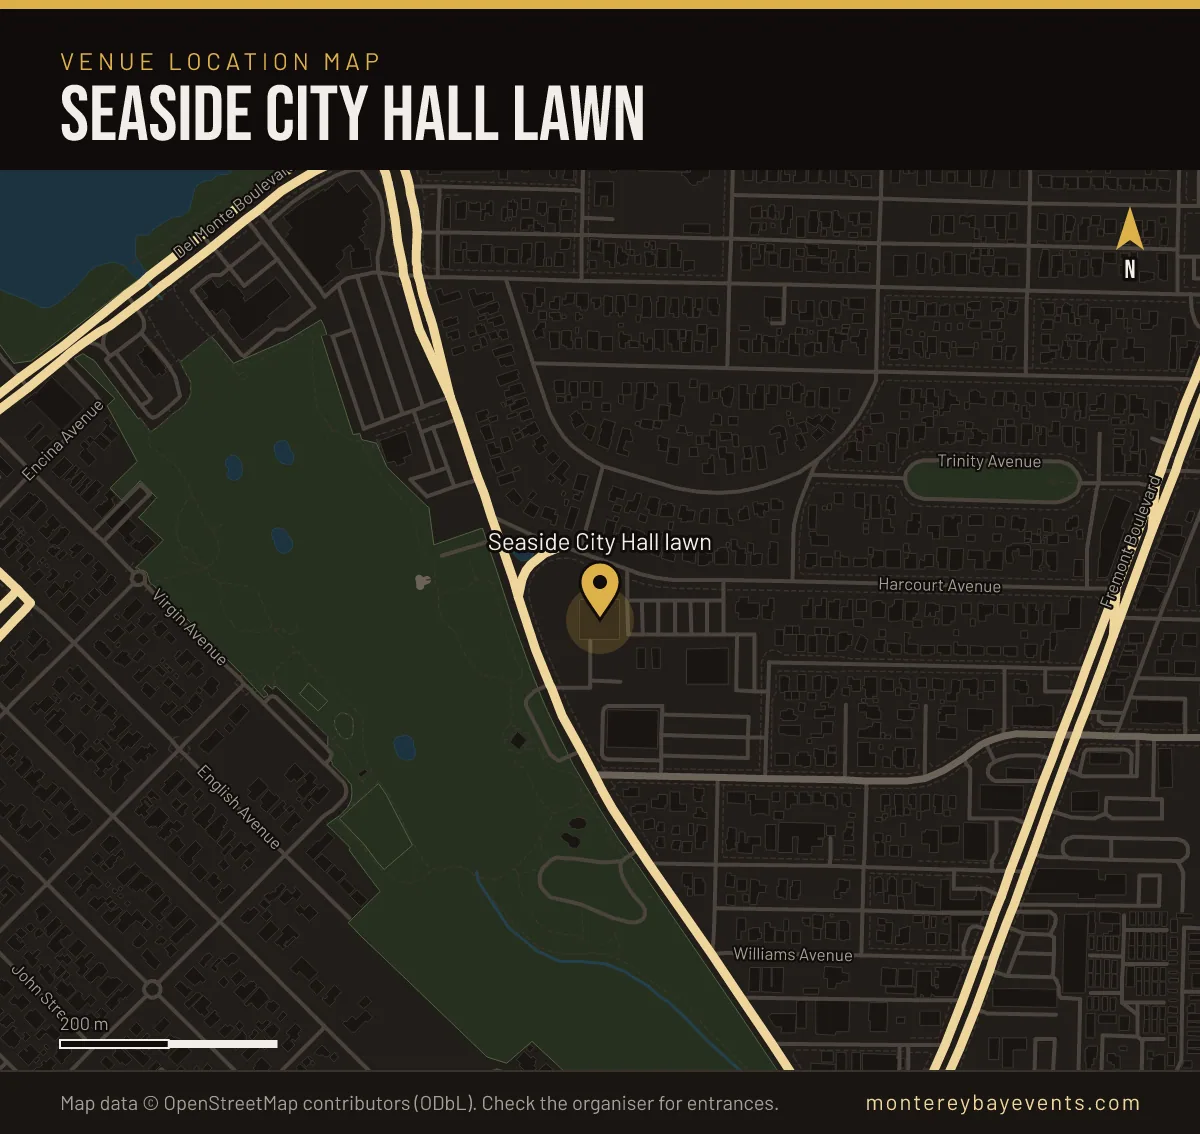 VENUE LOCATION MAP
SEASIDE CITY HALL LAWN
Del Monte Boulevard
N
Encina Avenue
Trinity Avenue
Fremont Boulevard
Seaside City Hall lawn
Harcourt Avenue
Virgin Avenue
English Avenue
Williams Avenue
John Stre
200 m
Map data © OpenStreetMap contributors (ODbL). Check the organiser for entrances.
montereybayevents.com